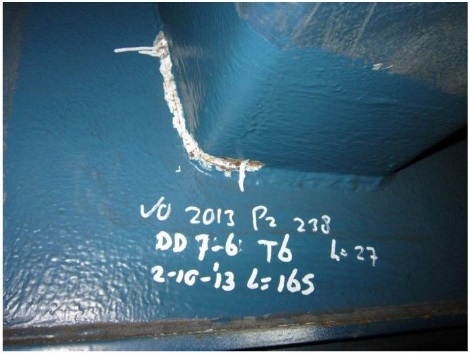 VO 2013 P2 238
DD 7-6 T6 L=27
2-10-13 L=165